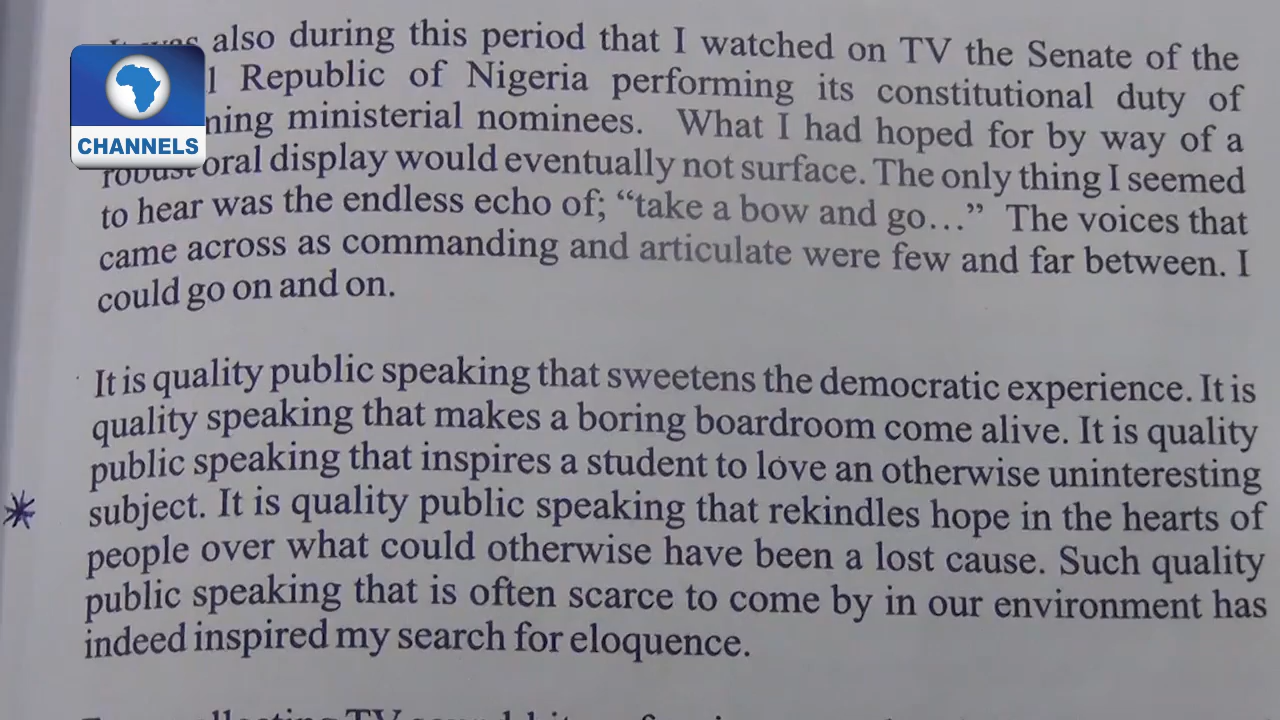 also during this period that I watched on TV the Senate of the
Republic of Nigeria performing its constitutional duty of
ning ministerial nominees. What I had hoped for by way of a
robust oral display would eventually not surface. The only thing I seemed
to hear was the endless echo of; “take a bow and go…” The voices that
came across as commanding and articulate were few and far between. I
could go on and on.
It is quality public speaking that sweetens the democratic experience. It is
quality speaking that makes a boring boardroom come alive. It is quality
public speaking that inspires a student to love an otherwise uninteresting
subject. It is quality public speaking that rekindles hope in the hearts of
people over what could otherwise have been a lost cause. Such quality
public speaking that is often scarce to come by in our environment has
indeed inspired my search for eloquence.
CHANNELS